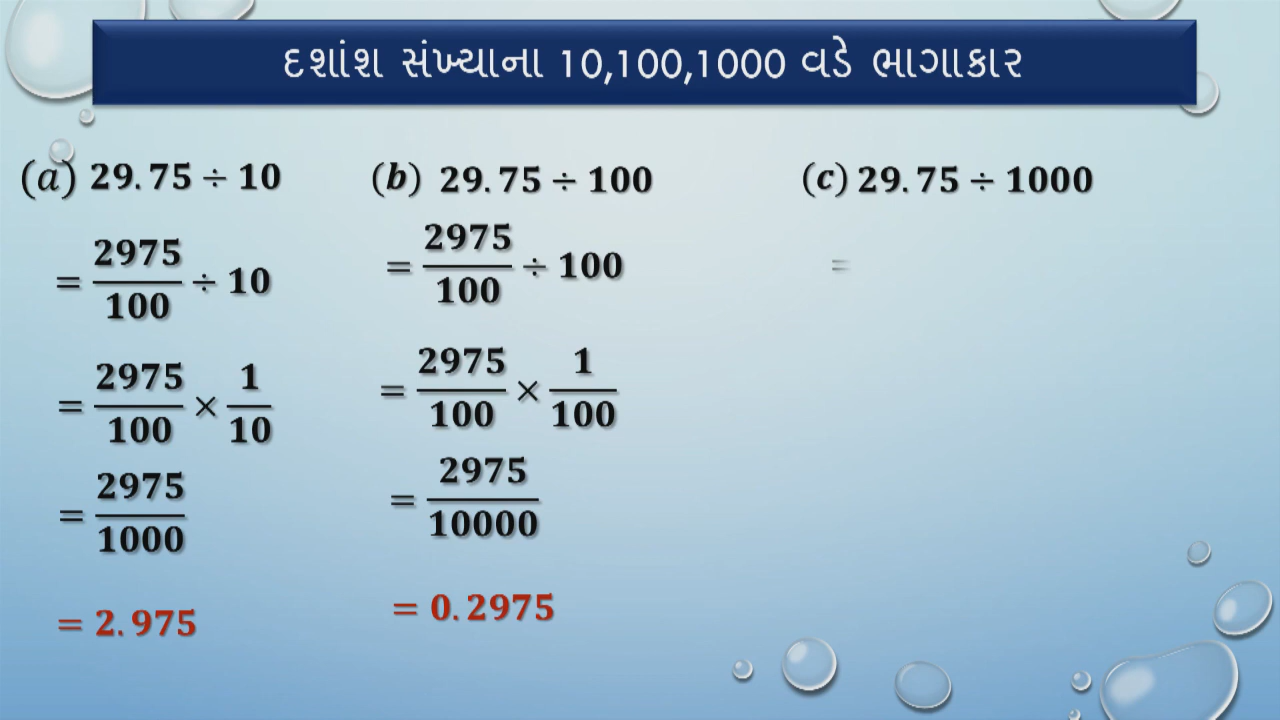 દશાંશ સંખ્યાના 10,100,1000 વડે ભાગાકાર
(a) 29.75 ÷ 10
= 2975/100 ÷ 10
= 2975/100 × 1/10
= 2975/1000
= 2.975
(b) 29.75 ÷ 100
= 2975/100 ÷ 100
= 2975/100 × 1/100
= 2975/10000
= 0.2975
(c) 29.75 ÷ 1000
=